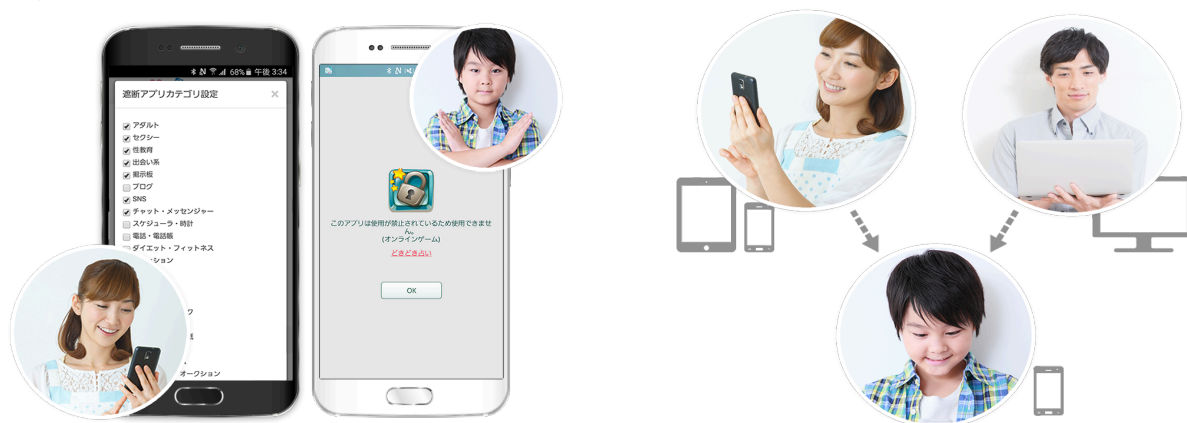 68% 午後 3:34
遮断アプリカテゴリ設定 ×
アダルト
セクシー
性教育
出会い系
掲示板
ブログ
SNS
チャット・メッセンジャー
スケジューラ・時計
電話・電話帳
ダイエット・フィットネス
ション
ク
オークション
このアプリは使用が禁止されているため使用できませ
ん。
(オンラインゲーム)
どきどき占い
OK